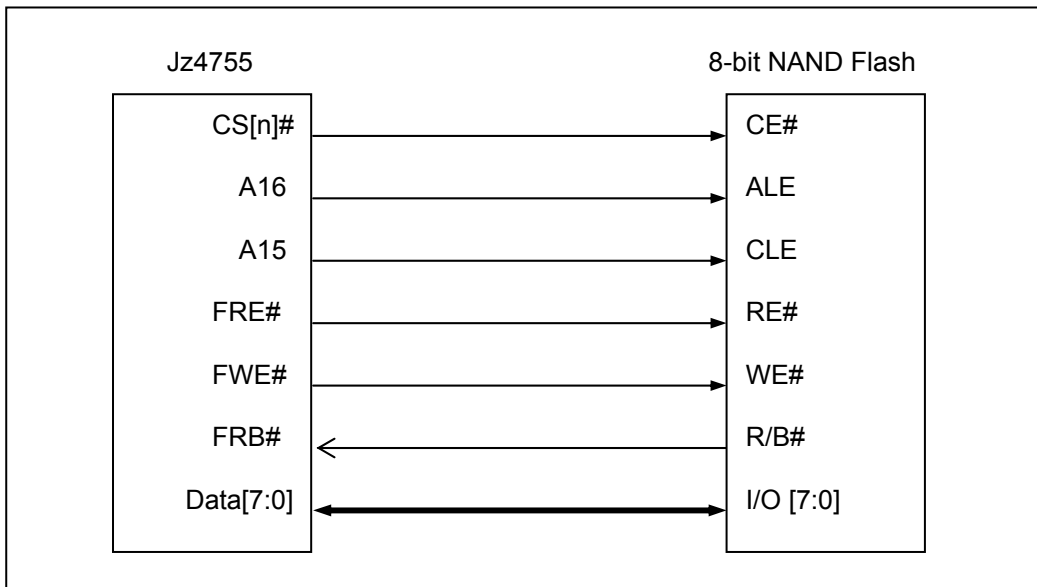 Jz4755 8-bit NAND Flash
CS[n]# CE#
A16 ALE
A15 CLE
FRE# RE#
FWE# WE#
FRB# R/B#
Data[7:0] I/O [7:0]